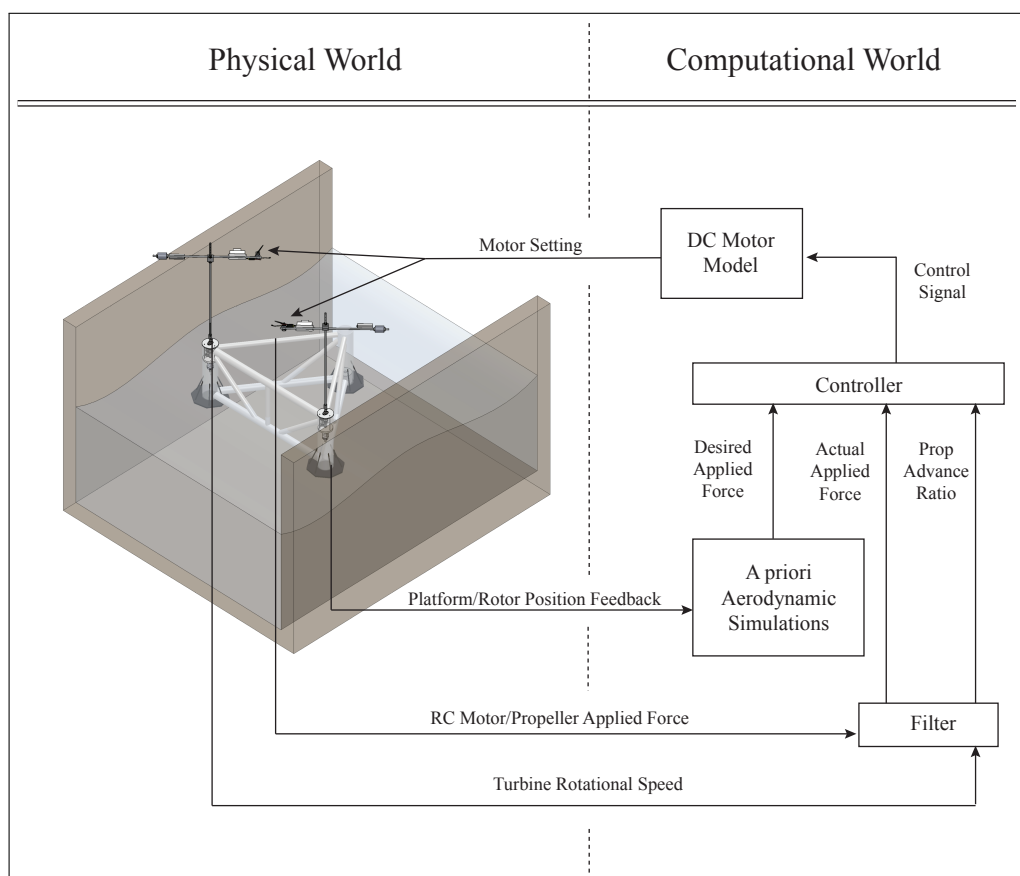 Physical World
Computational World
Motor Setting
DC Motor
Model
Control
Signal
Controller
Desired
Applied
Force
Actual
Applied
Force
Prop
Advance
Ratio
A priori
Aerodynamic
Simulations
Platform/Rotor Position Feedback
RC Motor/Propeller Applied Force
Filter
Turbine Rotational Speed